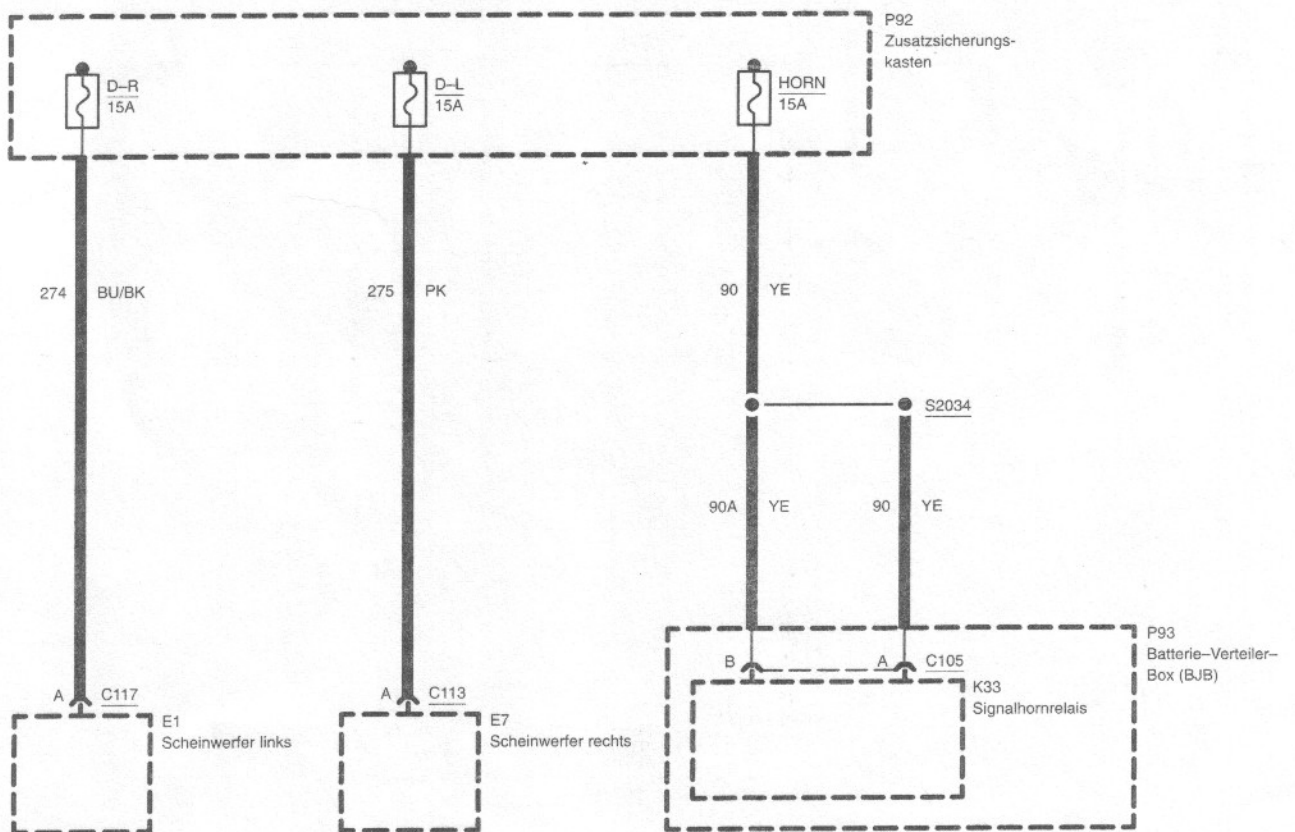 P92
Zusatzsicherungs-
kasten
D–R
15A
D–L
15A
HORN
15A
274 BU/BK
275 PK
90 YE
S2034
90A YE
90 YE
P93
Batterie–Verteiler–
Box (BJB)
B A C105
K33
Signalhornrelais
A C117
E1
Scheinwerfer links
A C113
E7
Scheinwerfer rechts